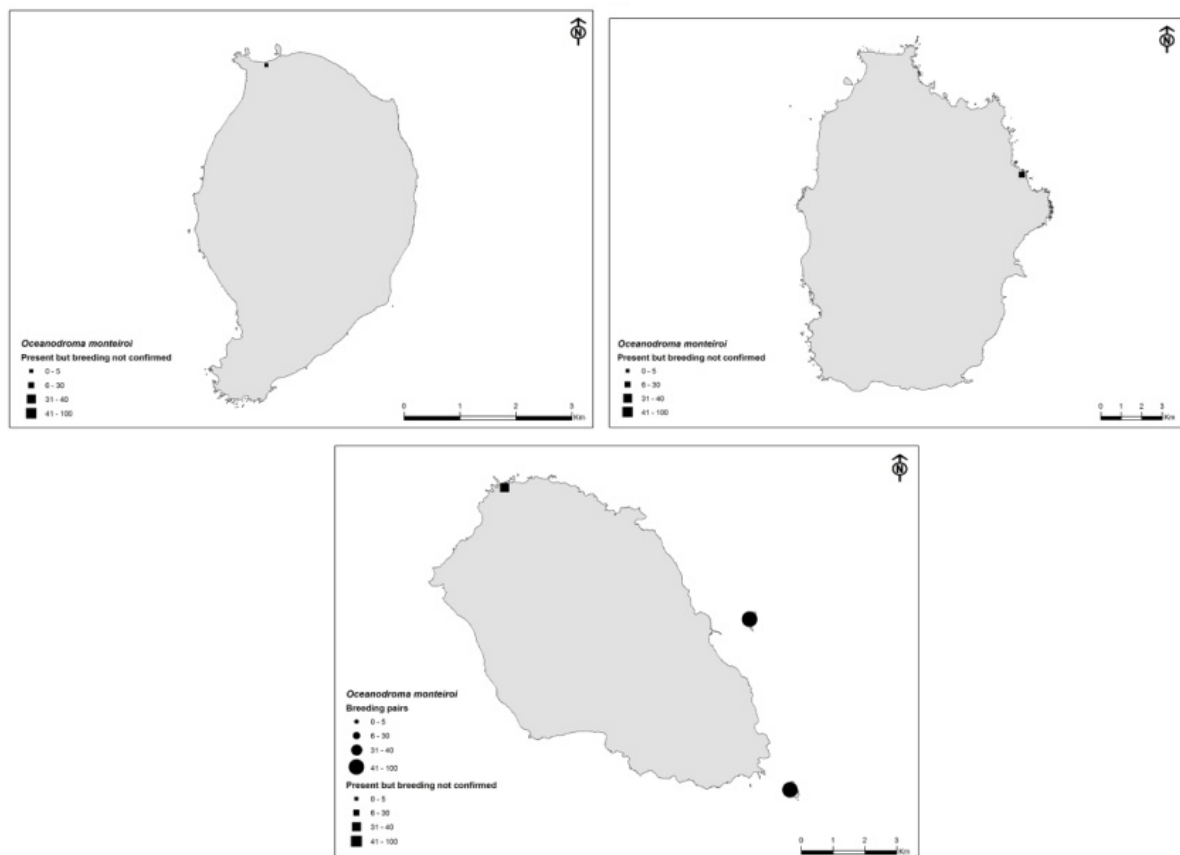 N
Oceanodroma monteiroi
Present but breeding not confirmed
0 - 5
6 - 30
31 - 40
41 - 100
0 1 2 3
Km
N
Oceanodroma monteiroi
Present but breeding not confirmed
0 - 5
6 - 30
31 - 40
41 - 100
0 1 2 3
Km
N
Oceanodroma monteiroi
Breeding pairs
0 - 5
6 - 30
31 - 40
41 - 100
Present but breeding not confirmed
0 - 5
6 - 30
31 - 40
41 - 100
0 1 2 3
Km